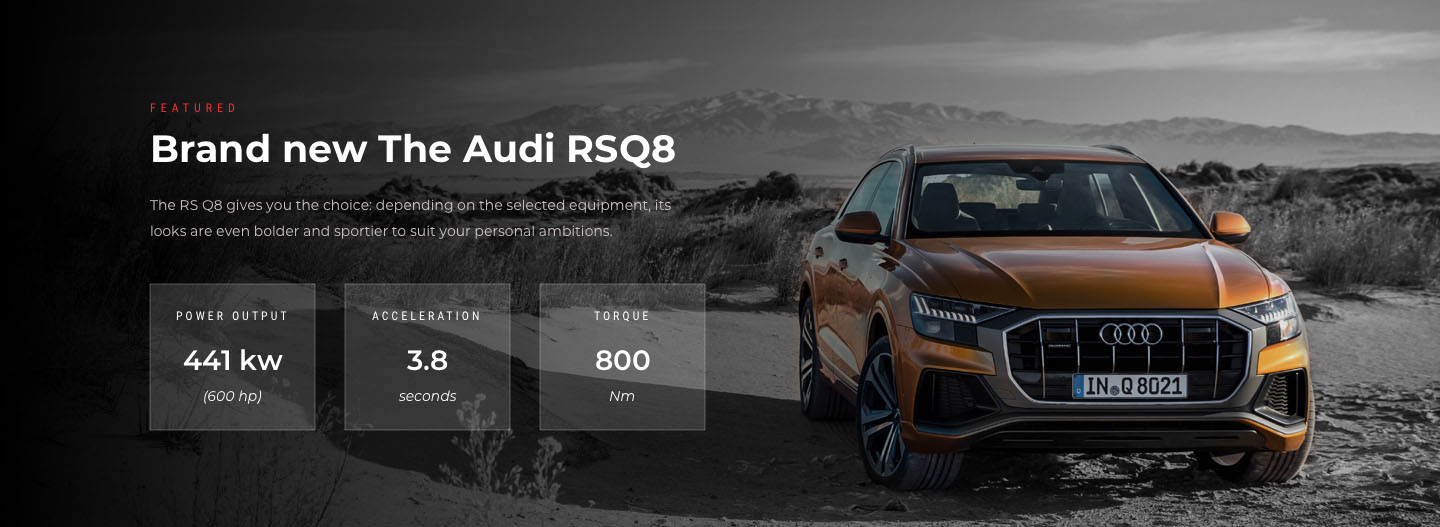 FEATURED
Brand new The Audi RSQ8
The RS Q8 gives you the choice: depending on the selected equipment, its
looks are even bolder and sportier to suit your personal ambitions.
POWER OUTPUT
441 kw
(600 hp)
ACCELERATION
3.8
seconds
TORQUE
800
Nm
IN Q 8021